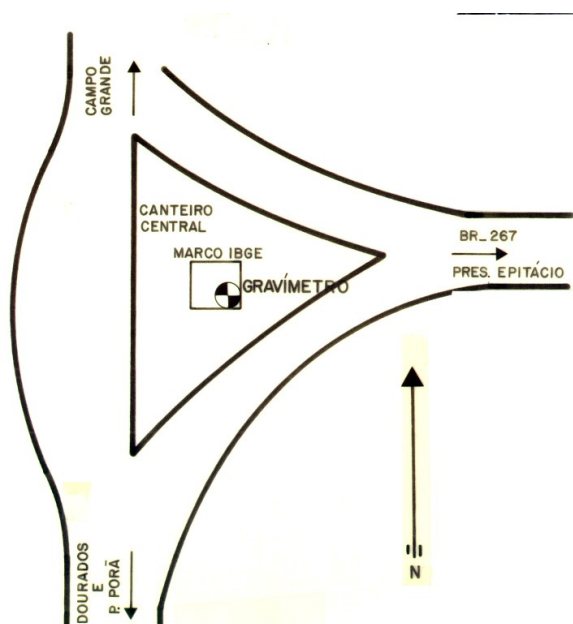 CAMPO
GRANDE
CANTEIRO
CENTRAL
MARCO IBGE
GRAVÍMETRO
BR_267
PRES. EPITÁCIO
N
DOURADOS
E
P. PORÃ